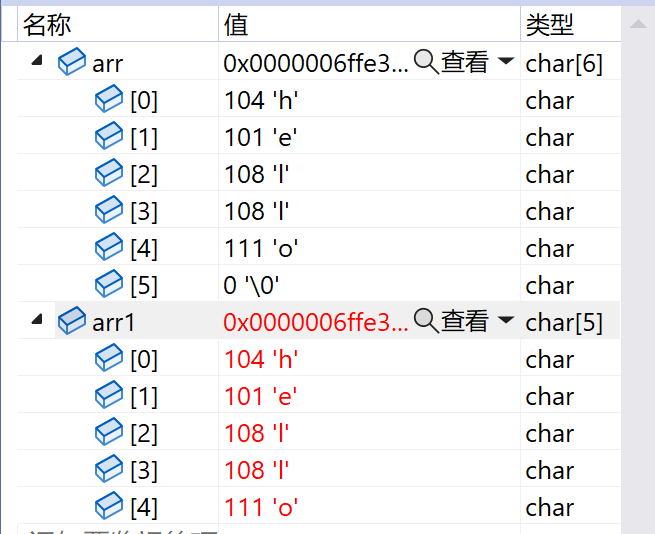 名称 值 类型
arr 0x0000006ffe3... 查看 char[6]
[0] 104 'h' char
[1] 101 'e' char
[2] 108 'l' char
[3] 108 'l' char
[4] 111 'o' char
[5] 0 '\0' char
arr1 0x0000006ffe3... 查看 char[5]
[0] 104 'h' char
[1] 101 'e' char
[2] 108 'l' char
[3] 108 'l' char
[4] 111 'o' char